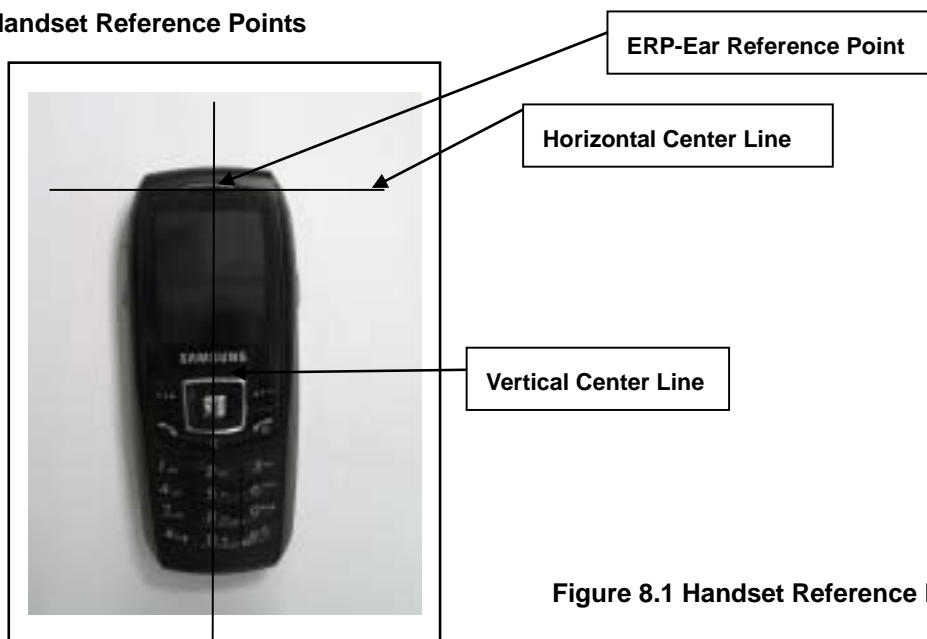 Handset Reference Points
ERP-Ear Reference Point
Horizontal Center Line
SAMSUNG
Vertical Center Line
Figure 8.1 Handset Reference